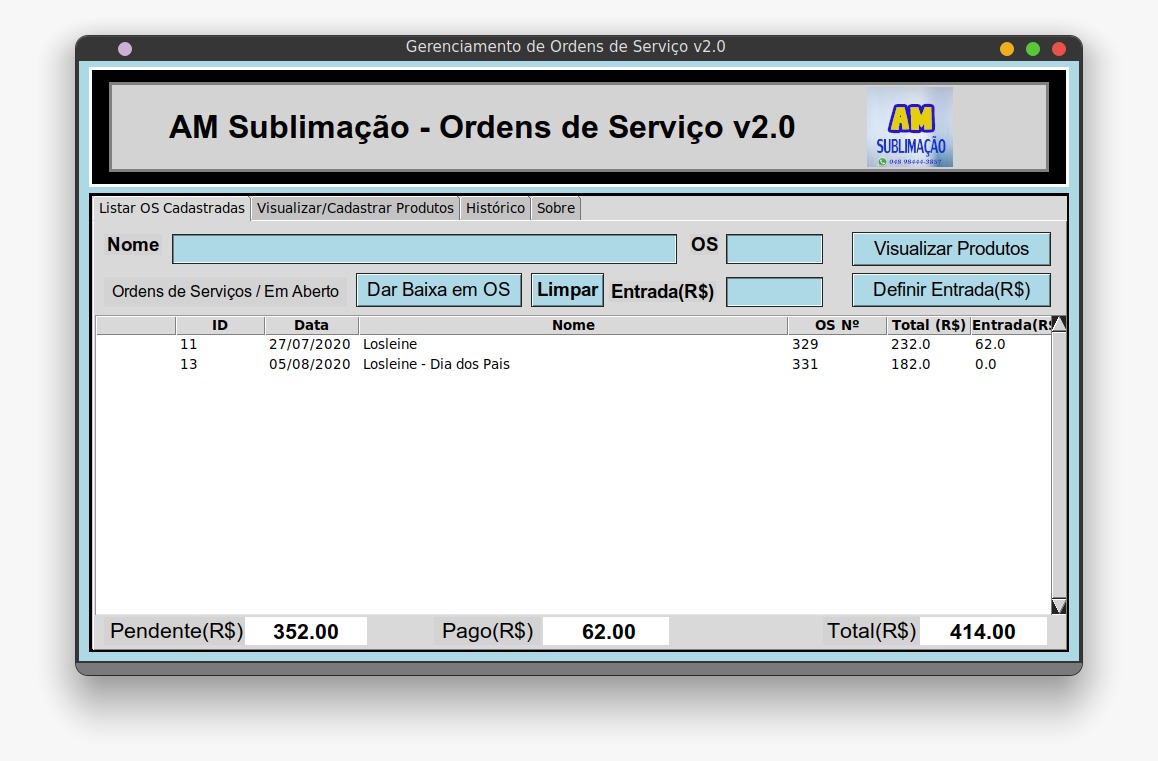 Gerenciamento de Ordens de Serviço v2.0
AM Sublimação - Ordens de Serviço v2.0
AM
SUBLIMAÇÃO
048 98444-3857
Listar OS Cadastradas Visualizar/Cadastrar Produtos Histórico Sobre
Nome OS Visualizar Produtos
Ordens de Serviços / Em Aberto Dar Baixa em OS Limpar Entrada(R$) Definir Entrada(R$)
ID Data Nome OS Nº Total (R$) Entrada(R$
11 27/07/2020 Losleine 329 232.0 62.0
13 05/08/2020 Losleine - Dia dos Pais 331 182.0 0.0
Pendente(R$) 352.00 Pago(R$) 62.00 Total(R$) 414.00